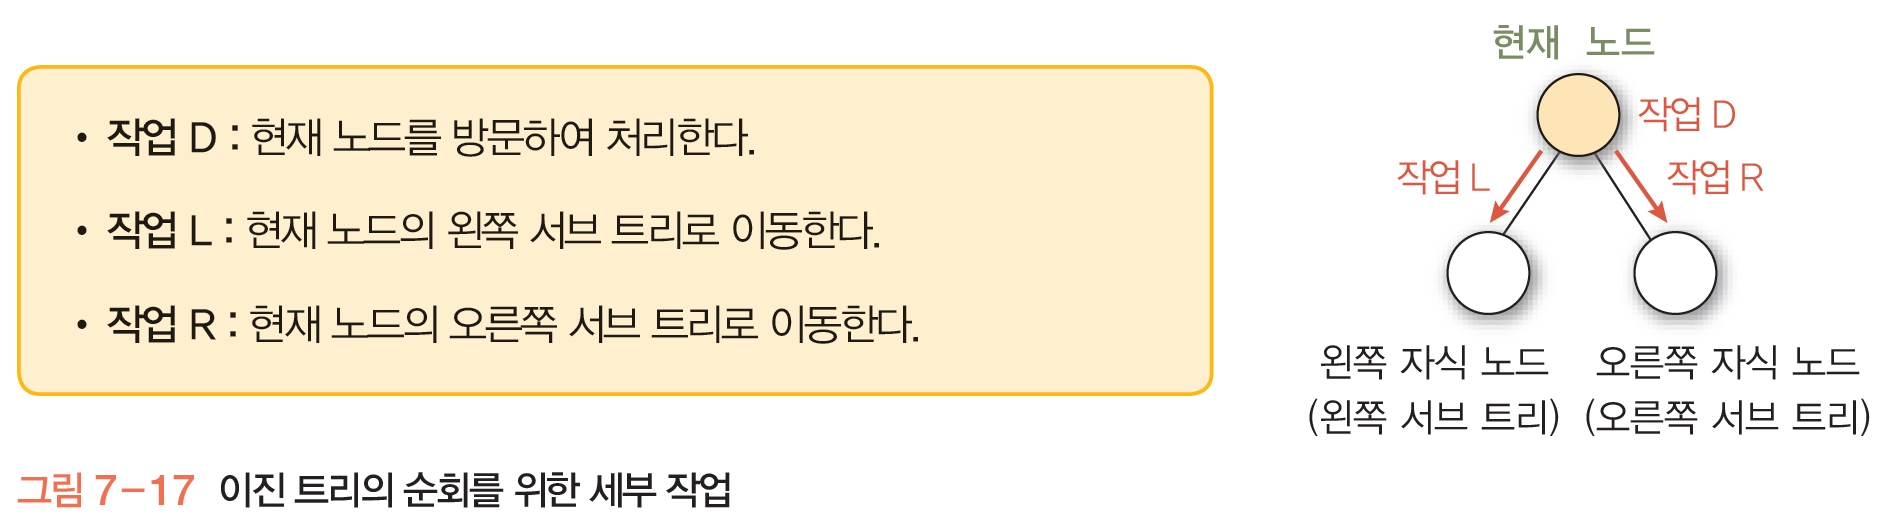 • 작업 D : 현재 노드를 방문하여 처리한다.
• 작업 L : 현재 노드의 왼쪽 서브 트리로 이동한다.
• 작업 R : 현재 노드의 오른쪽 서브 트리로 이동한다.
현재 노드
작업 D
작업 L
작업 R
왼쪽 자식 노드
(왼쪽 서브 트리)
오른쪽 자식 노드
(오른쪽 서브 트리)
그림 7-17 이진 트리의 순회를 위한 세부 작업